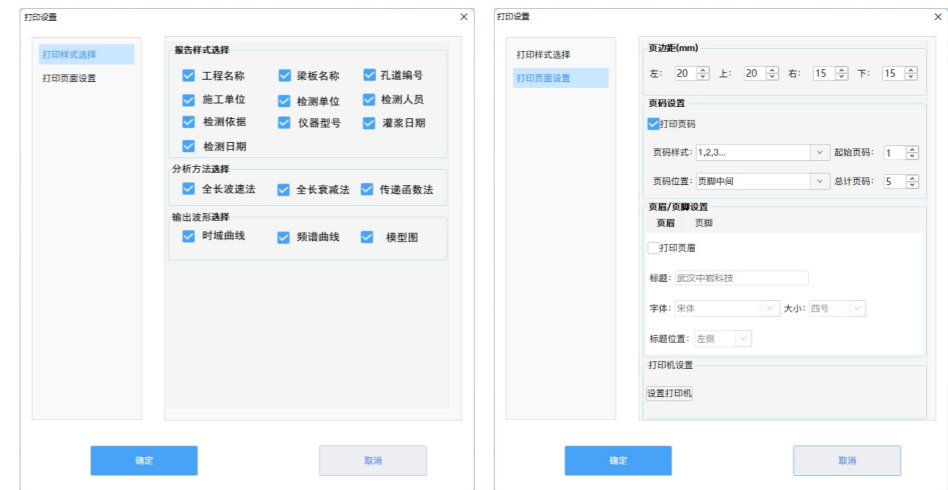 打印设置
打印样式选择
打印页面设置
报告样式选择
工程名称 梁板名称 孔道编号
施工单位 检测单位 检测人员
检测依据 仪器型号 灌浆日期
检测日期
分析方法选择
全长波速法 全长衰减法 传递函数法
输出波形选择
时域曲线 频谱曲线 模型图
确定 取消
打印设置
打印样式选择
打印页面设置
页边距(mm)
左: 20 上: 20 右: 15 下: 15
页码设置
打印页码
页码样式: 1,2,3... 起始页码: 1
页码位置: 页脚中间 总计页码: 5
页眉/页脚设置
页眉 页脚
打印页眉
标题: 武汉中岩科技
字体: 宋体 大小: 四号
标题位置: 左侧
打印机设置
设置打印机
确定 取消